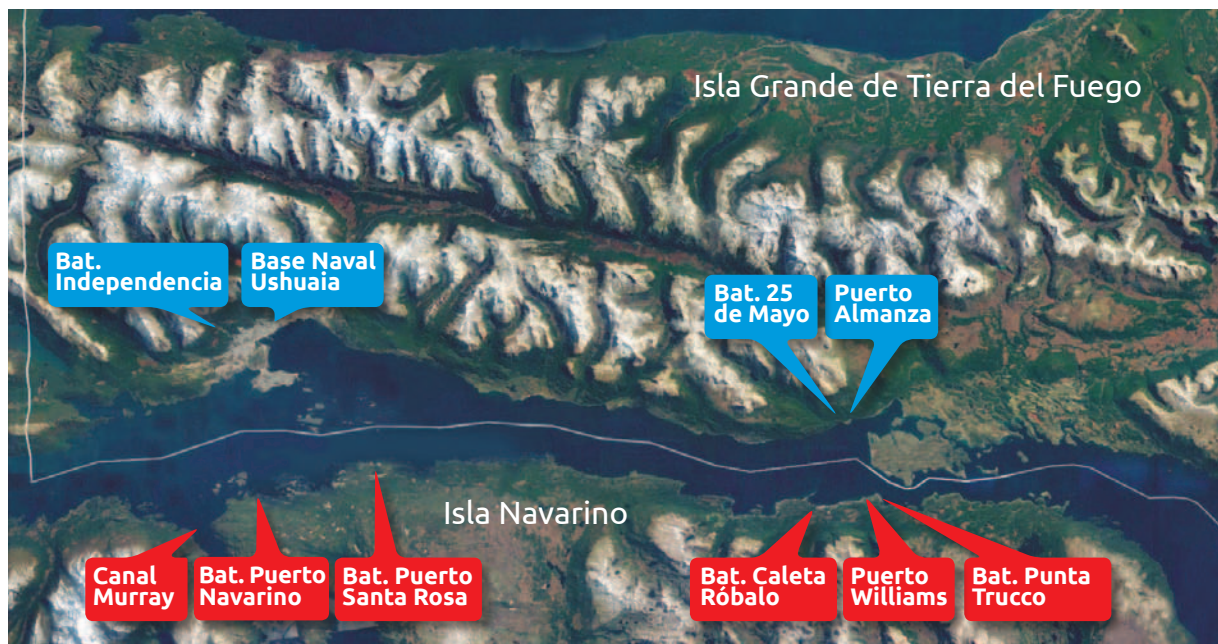 Isla Grande de Tierra del Fuego
Bat.
Independencia
Base Naval
Ushuaia
Bat. 25
de Mayo
Puerto
Almanza
Isla Navarino
Canal
Murray
Bat. Puerto
Navarino
Bat. Puerto
Santa Rosa
Bat. Caleta
Róbalo
Puerto
Williams
Bat. Punta
Trucco